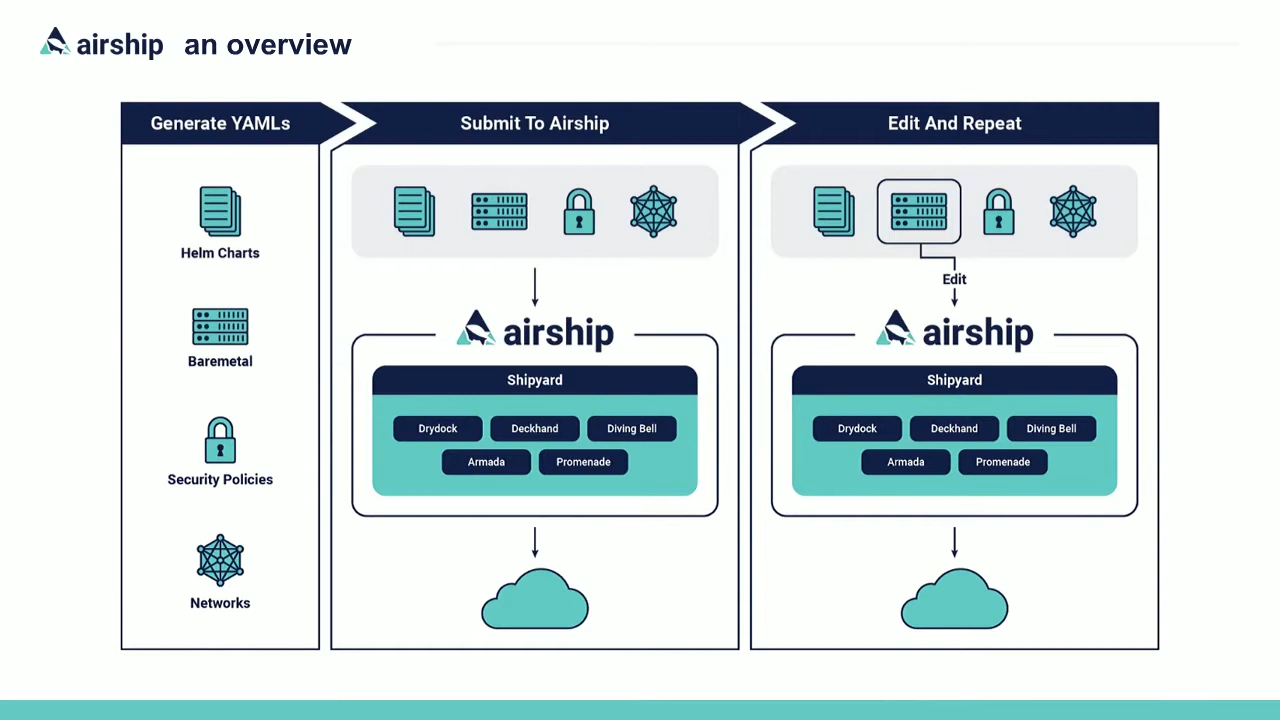 airship an overview
Generate YAMLs
Helm Charts
Baremetal
Security Policies
Networks
Submit To Airship
airship
Shipyard
Drydock Deckhand Diving Bell
Armada Promenade
Edit And Repeat
Edit
airship
Shipyard
Drydock Deckhand Diving Bell
Armada Promenade